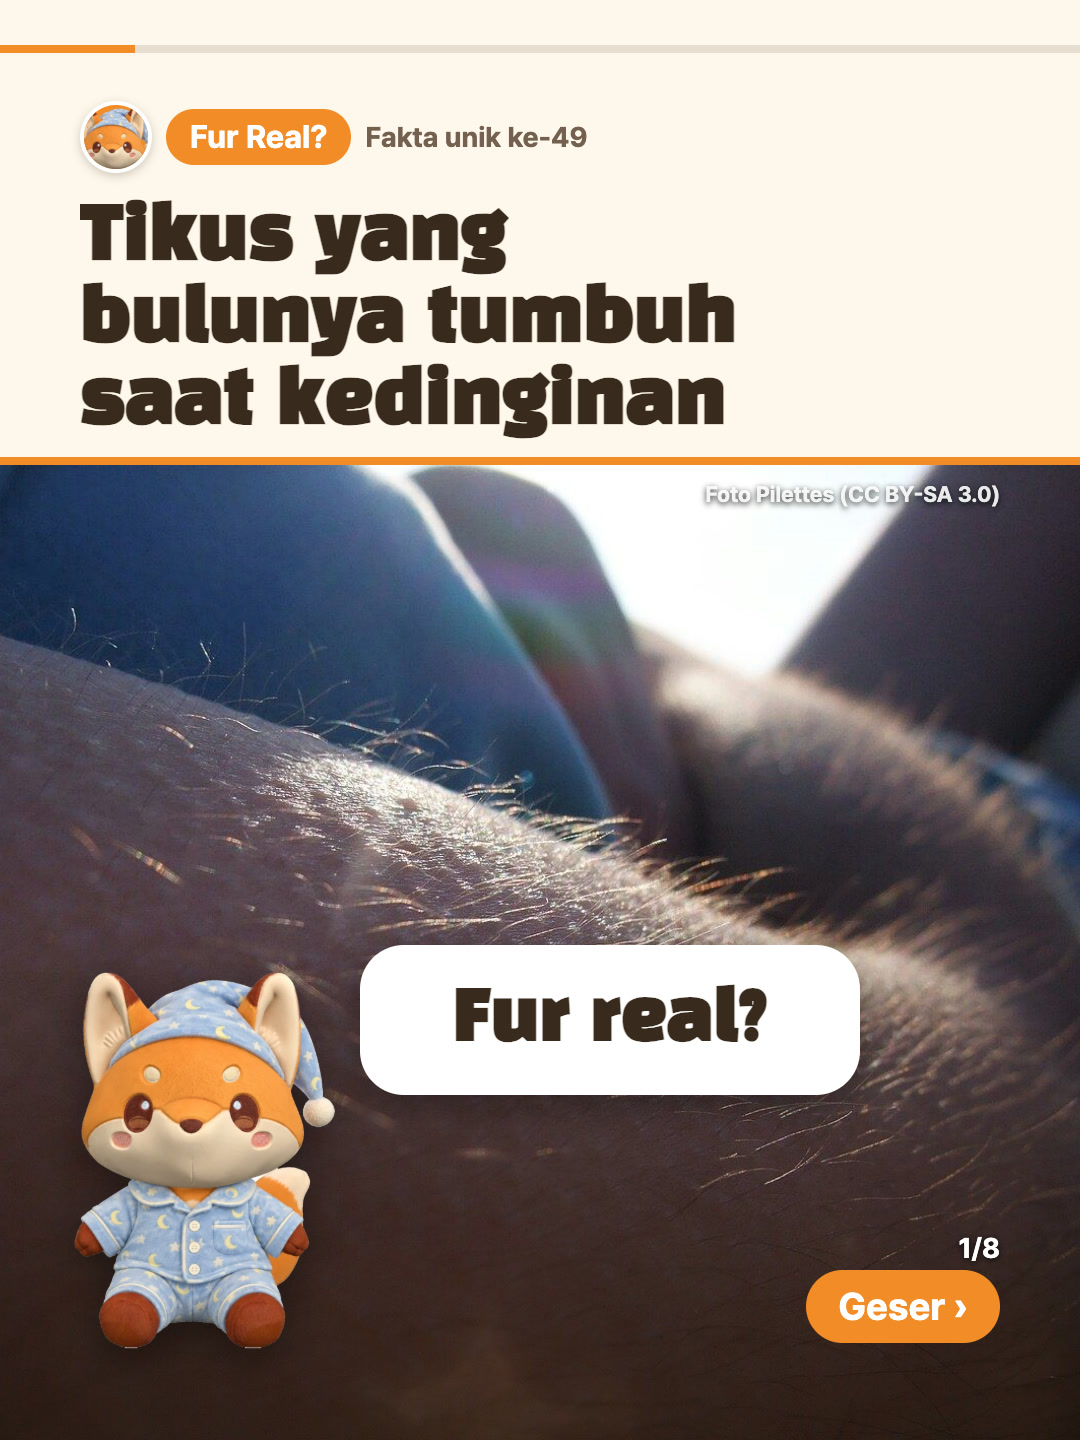 Fur Real? Fakta unik ke-49
Tikus yang
bulunya tumbuh
saat kedinginan
Foto Pilettes (CC BY-SA 3.0)
Fur real?
1/8
Geser ›